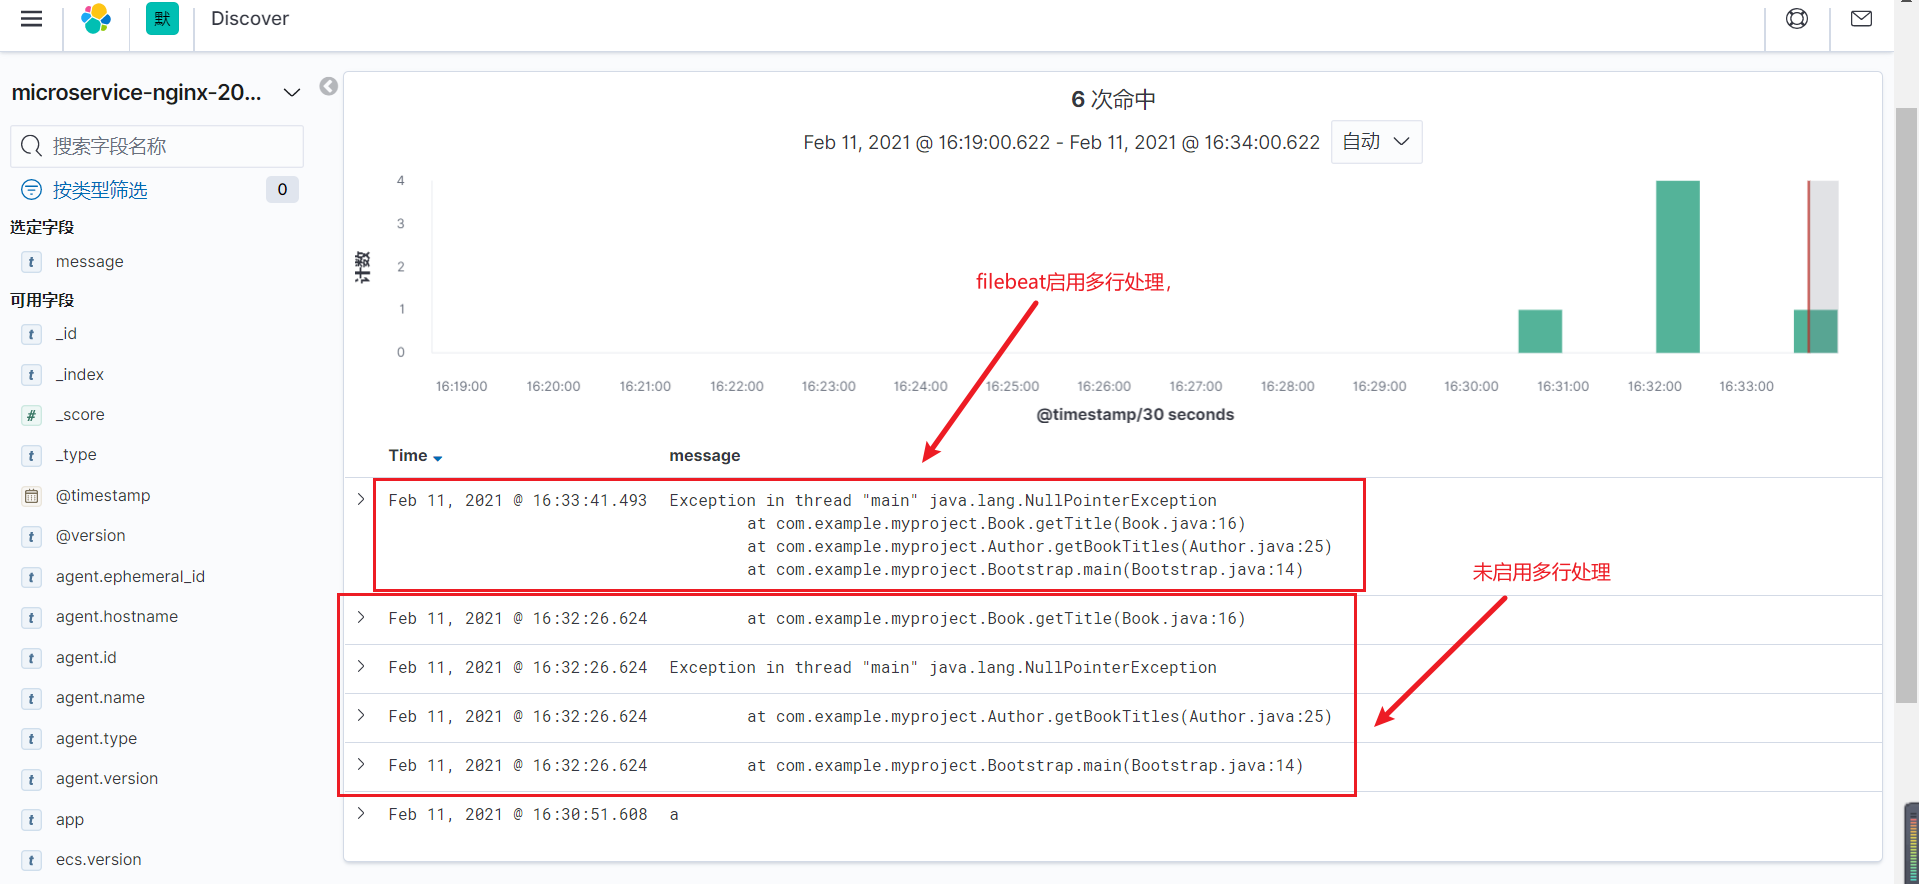 默
Discover
microservice-nginx-20...
搜索字段名称
按类型筛选
0
选定字段
t message
可用字段
t _id
t _index
# _score
t _type
@timestamp
t @version
t agent.ephemeral_id
t agent.hostname
t agent.id
t agent.name
t agent.type
t agent.version
t app
t ecs.version
6 次命中
Feb 11, 2021 @ 16:19:00.622 - Feb 11, 2021 @ 16:34:00.622
自动
计数
4
3
2
1
0
16:19:00 16:20:00 16:21:00 16:22:00 16:23:00 16:24:00 16:25:00 16:26:00 16:27:00 16:28:00 16:29:00 16:30:00 16:31:00 16:32:00 16:33:00
@timestamp/30 seconds
filebeat启用多行处理，
Time message
Feb 11, 2021 @ 16:33:41.493 Exception in thread "main" java.lang.NullPointerException
at com.example.myproject.Book.getTitle(Book.java:16)
at com.example.myproject.Author.getBookTitles(Author.java:25)
at com.example.myproject.Bootstrap.main(Bootstrap.java:14)
未启用多行处理
Feb 11, 2021 @ 16:32:26.624 at com.example.myproject.Book.getTitle(Book.java:16)
Feb 11, 2021 @ 16:32:26.624 Exception in thread "main" java.lang.NullPointerException
Feb 11, 2021 @ 16:32:26.624 at com.example.myproject.Author.getBookTitles(Author.java:25)
Feb 11, 2021 @ 16:32:26.624 at com.example.myproject.Bootstrap.main(Bootstrap.java:14)
Feb 11, 2021 @ 16:30:51.608 a